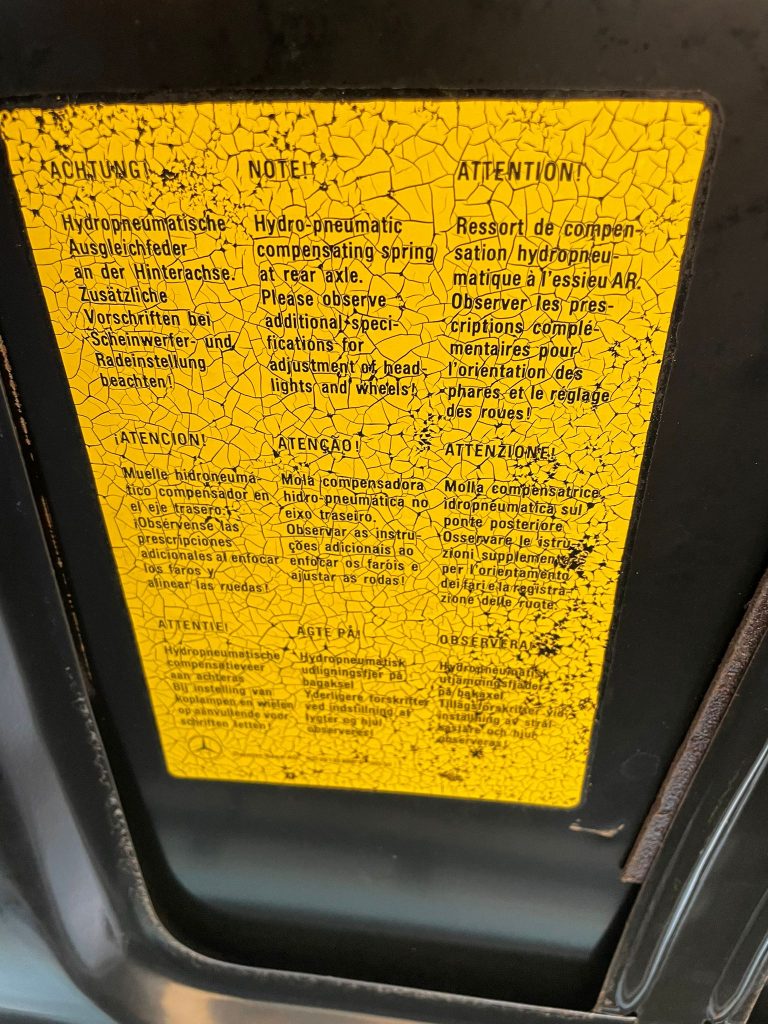 ACHTUNG!
Hydropneumatische
Ausgleichfeder
an der Hinterachse.
Zusätzliche
Vorschriften bei
Scheinwerfer- und
Radeinstellung
beachten!
NOTE!
Hydro-pneumatic
compensating spring
at rear axle.
Please observe
additional speci-
fications for
adjustment of head-
lights and wheels!
ATTENTION!
Ressort de compen-
sation hydropneu-
matique à l'essieu AR.
Observer les pres-
criptions complé-
mentaires pour
l'orientation des
phares et le réglage
des roues!
¡ATENCION!
Muelle hidroneumá-
tico compensador en
el eje trasero.
¡Obsérvense las
prescripciones
adicionales al enfocar
los faros y
alinear las ruedas!
ATENÇÃO!
Mola compensadora
hidro-pneumática no
eixo traseiro.
Observar as instru-
ções adicionais ao
enfocar os farois e
ajustar as rodas!
ATTENZIONE!
Molla compensatrice
idropneumatica sul
ponte posteriore.
Osservare le istru-
zioni supplement
per l'orientamento
dei fari e la registra-
zione delle ruote.
ATTENTIE!
Hydropneumatische
compensatieveer
aan achteras
Bij instelling van
koplampen en wielen
op aanvullende voor-
schriften letten!
AGTE PÅ!
Hydropneumatisk
udligningsfjer på
bagaksel
Yderligere forskrifter
ved indstilling af
lygter og hjul
observeres!
OBSERVERA!
Hydropneumatisk
utjämningsfjäder
på bakaxel
Tilläggsforskrifter vid
inställning av strål-
kastare och hjul
observeras!